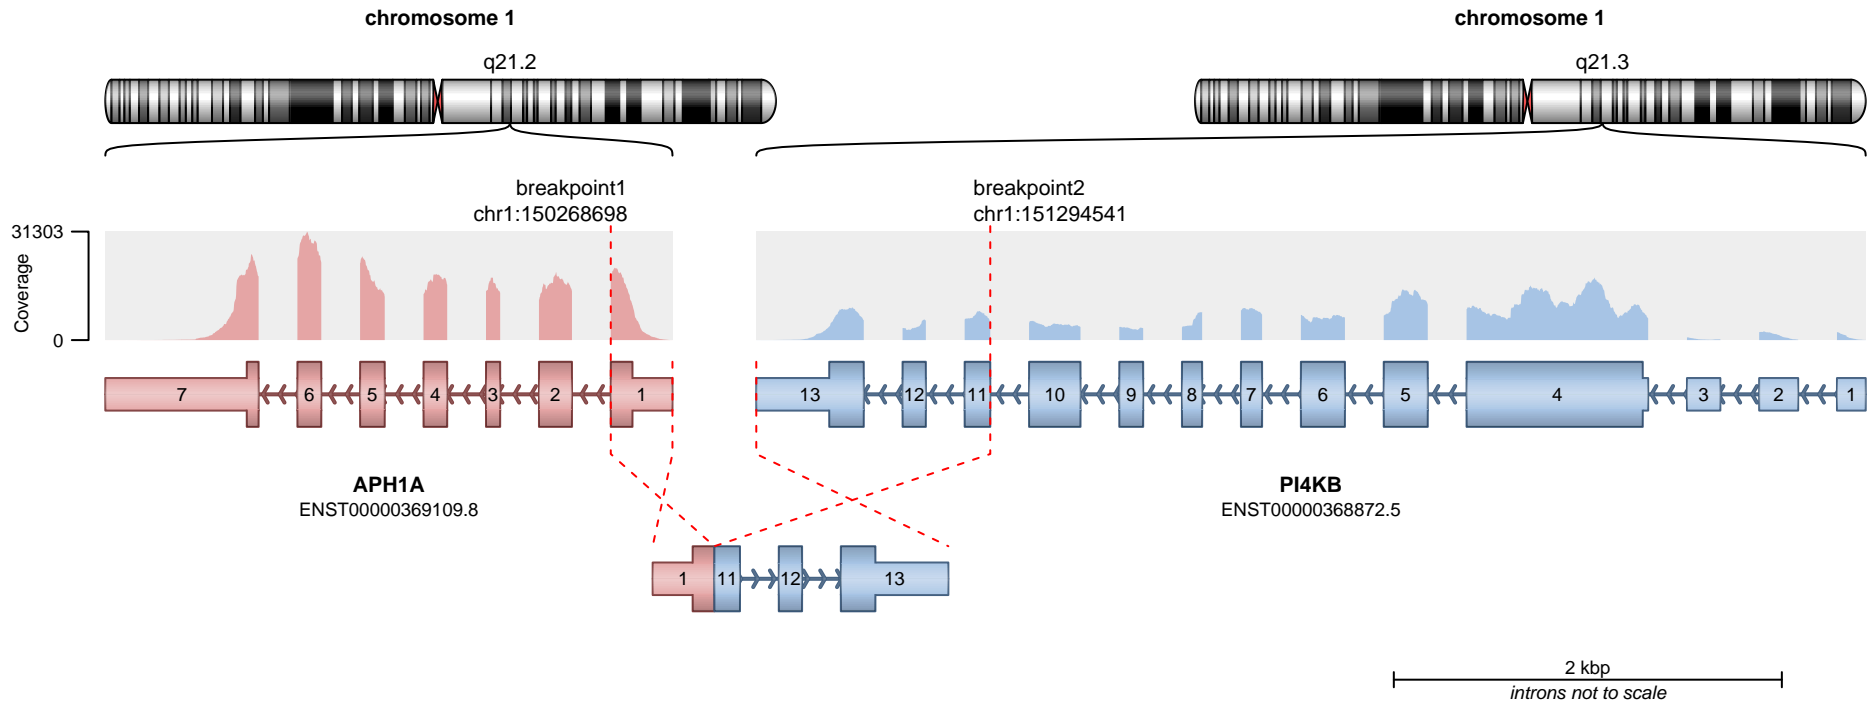 chromosome 1
chromosome 1
q21.2
q21.3
breakpoint1
chr1:150268698
breakpoint2
chr1:151294541
31303
Coverage
0
7 6 5 4 3 2 1
13 12 11 10 9 8 7 6 5 4 3 2 1
APH1A
ENST00000369109.8
PI4KB
ENST00000368872.5
1 11 12 13
2 kbp
introns not to scale